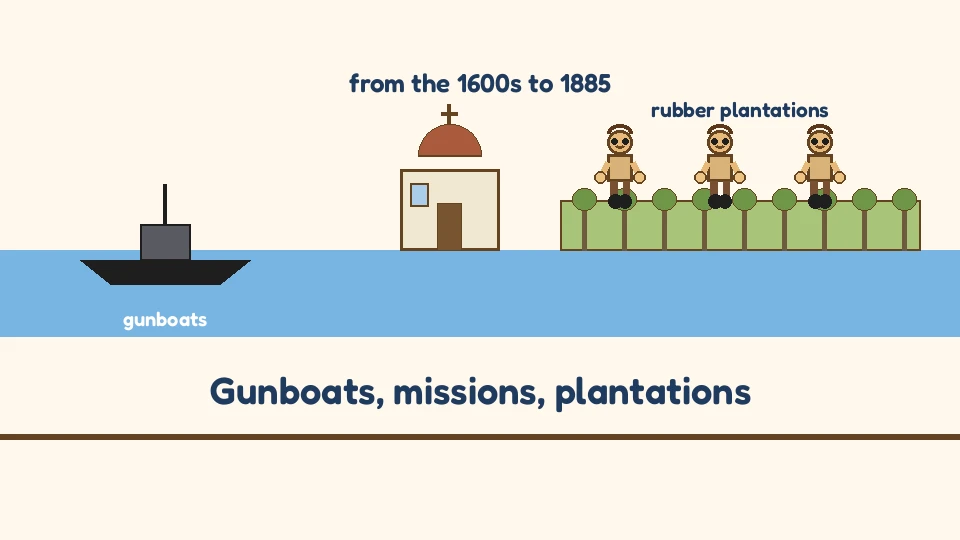 from the 1600s to 1885
rubber plantations
gunboats
Gunboats, missions, plantations